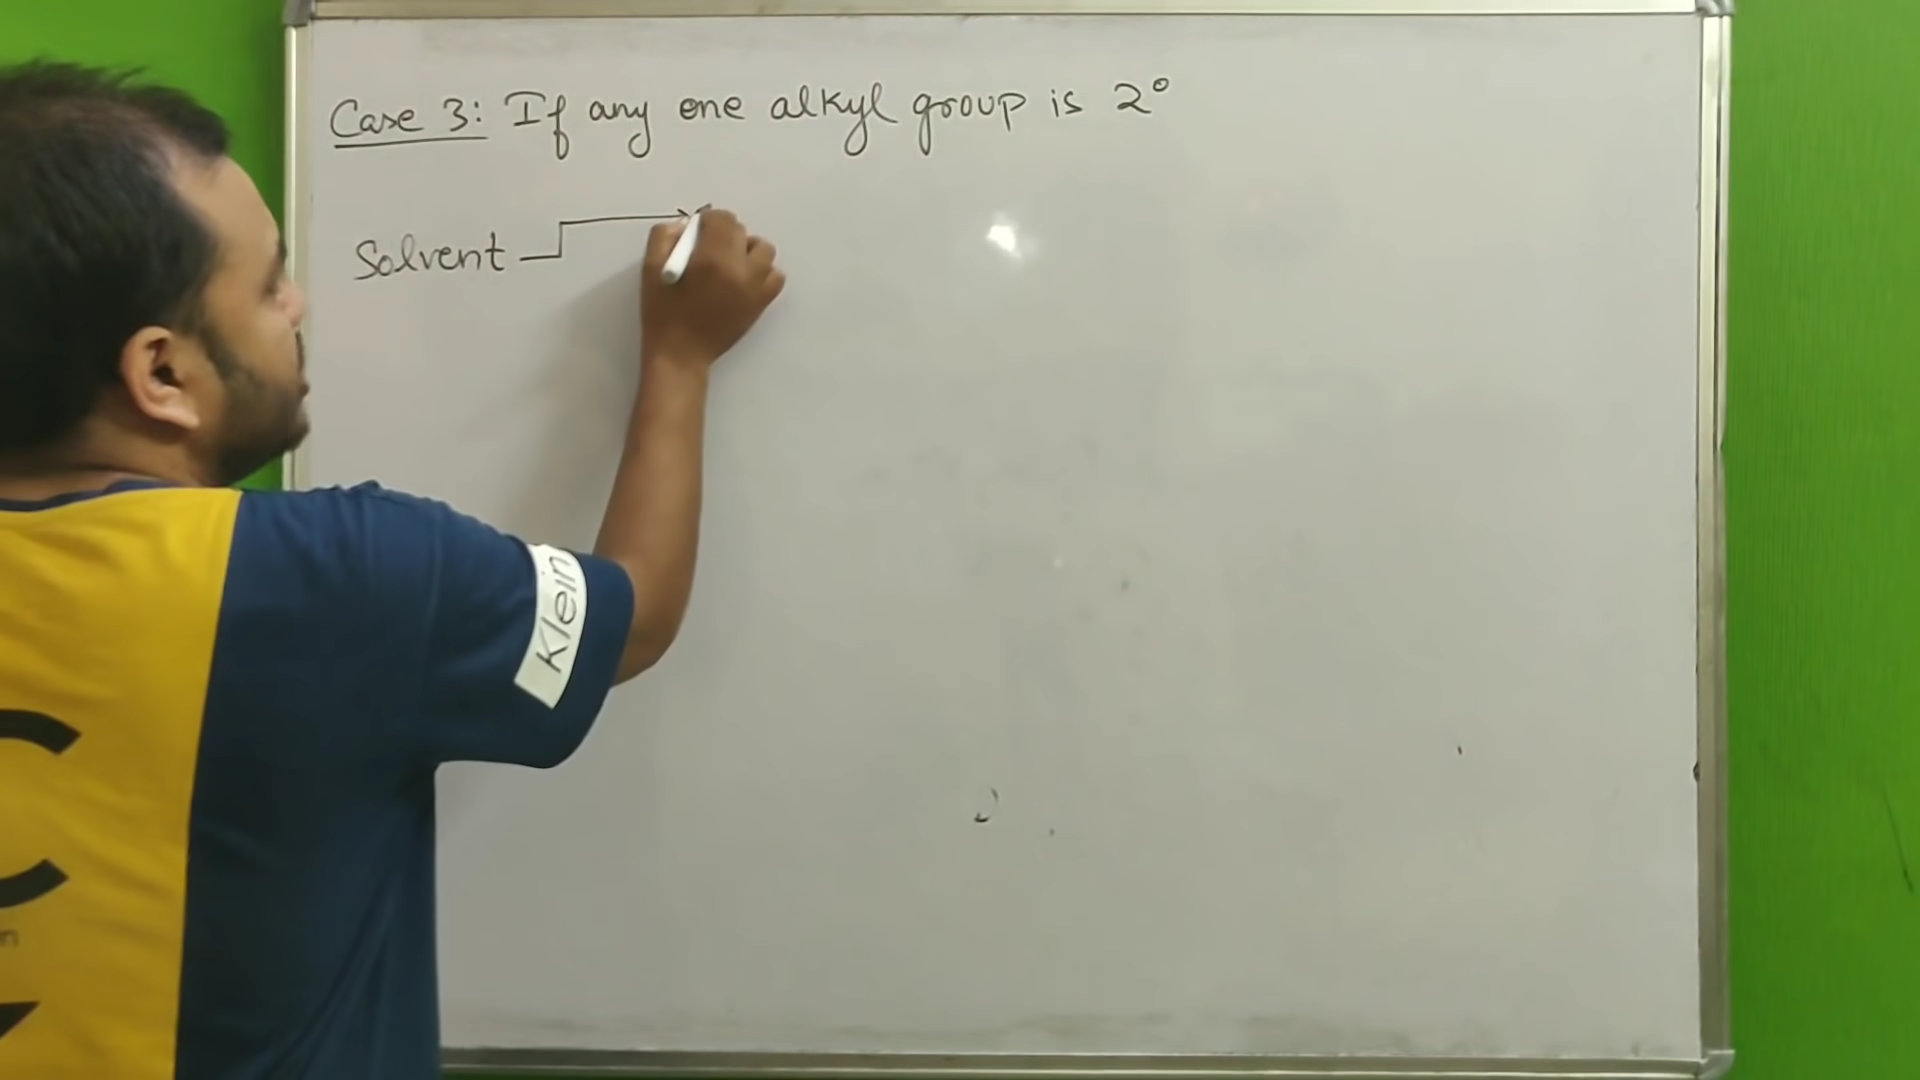 Case 3: If any one alkyl group is 2°
Solvent
Klein